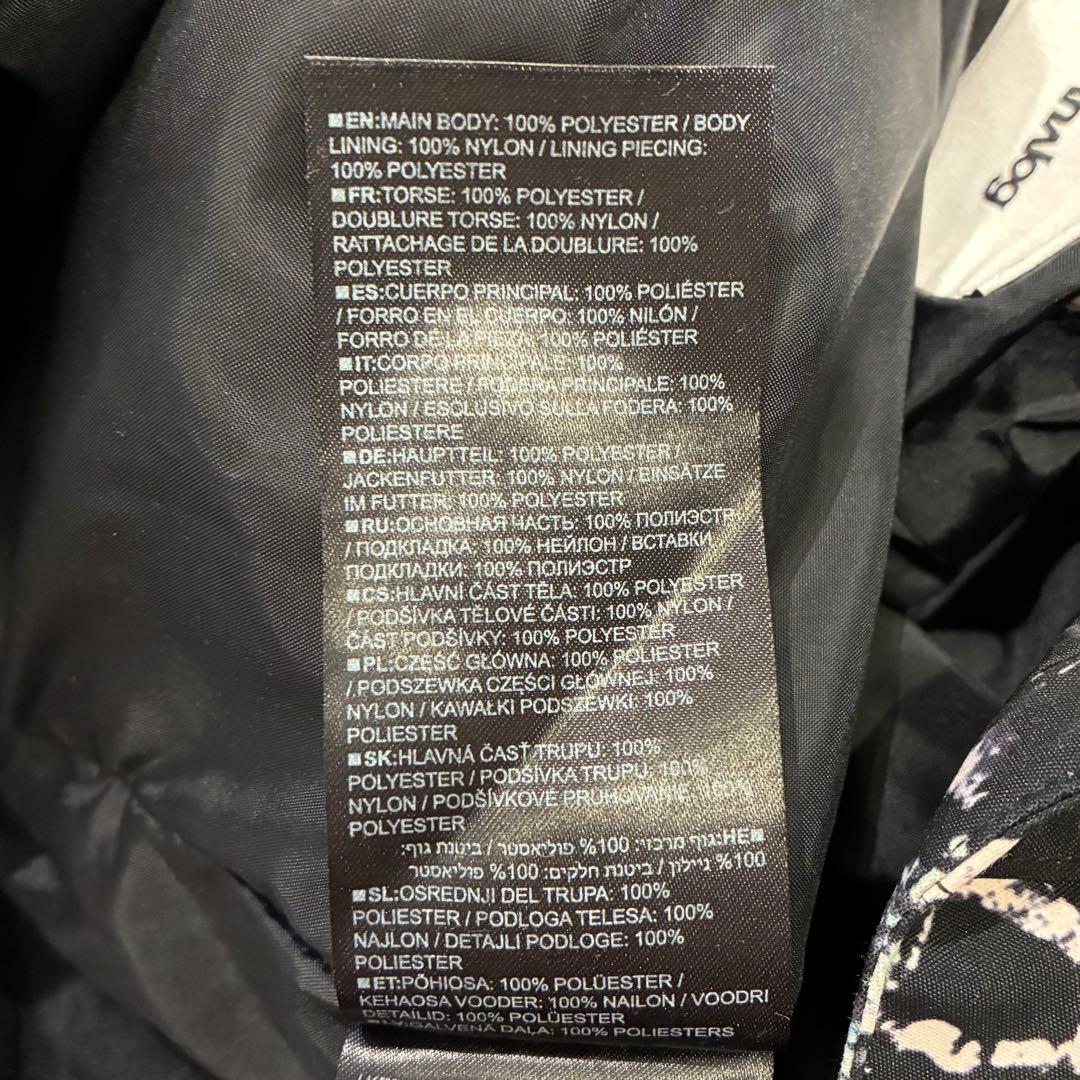 EN:MAIN BODY: 100% POLYESTER / BODY
LINING: 100% NYLON / LINING PIECING:
100% POLYESTER
FR:TORSE: 100% POLYESTER /
DOUBLURE TORSE: 100% NYLON /
RATTACHAGE DE LA DOUBLURE: 100%
POLYESTER
ES:CUERPO PRINCIPAL: 100% POLIÉSTER
/ FORRO EN EL CUERPO: 100% NILÓN /
FORRO DE LA PIEZA: 100% POLIÉSTER
IT:CORPO PRINCIPALE: 100%
POLIESTERE / FODERA PRINCIPALE: 100%
NYLON / ESCLUSIVO SULLA FODERA: 100%
POLIESTERE
DE:HAUPTTEIL: 100% POLYESTER /
JACKENFUTTER: 100% NYLON / EINSÄTZE
IM FUTTER: 100% POLYESTER
RU:ОСНОВНАЯ ЧАСТЬ: 100% ПОЛИЭСТР
/ ПОДКЛАДКА: 100% НЕЙЛОН / ВСТАВКИ
ПОДКЛАДКИ: 100% ПОЛИЭСТР
CS:HLAVNÍ ČÁST TĚLA: 100% POLYESTER
/ PODŠÍVKA TĚLOVÉ ČÁSTI: 100% NYLON /
ČÁST PODŠÍVKY: 100% POLYESTER
PL:CZĘŚĆ GŁÓWNA: 100% POLIESTER
/ PODSZEWKA CZĘŚCI GŁÓWNEJ: 100%
NYLON / KAWAŁKI PODSZEWKI: 100%
POLIESTER
SK:HLAVNÁ ČASŤ TRUPU: 100%
POLYESTER / PODŠÍVKA TRUPU: 100%
NYLON / PODŠÍVKOVÉ PRUHOVANIE: 100%
POLYESTER
HE:גוף מרכזי: 100% פוליאסטר / ביטנת גוף:
100% ניילון / ביטנת חלקים: 100% פוליאסטר
SL:OSREDNJI DEL TRUPA: 100%
POLIESTER / PODLOGA TELESA: 100%
NAJLON / DETAJLI PODLOGE: 100%
POLIESTER
ET:PÕHIOSA: 100% POLÜESTER /
KEHAOSA VOODER: 100% NAILON / VOODRI
DETAILID: 100% POLÜESTER
GALVENĀ DAĻA: 100% POLIESTERS